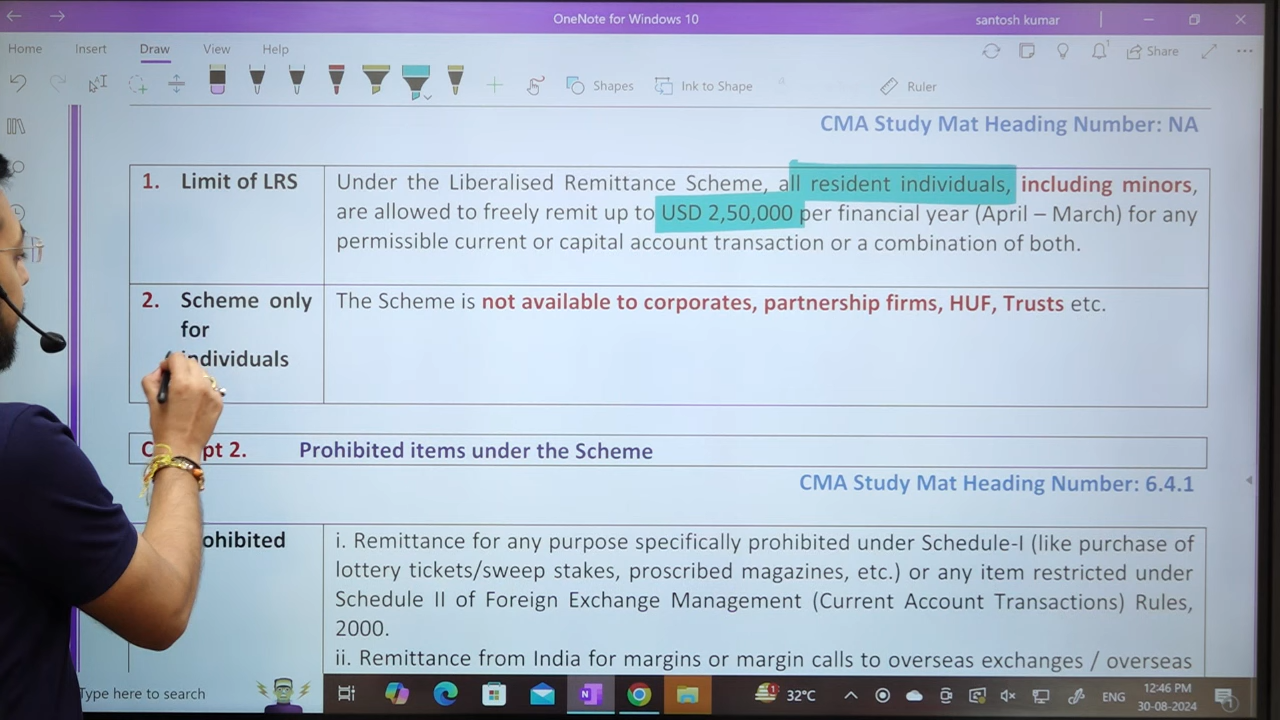 OneNote for Windows 10
santosh kumar
Home Insert Draw View Help
Share
Shapes
Ink to Shape
Ruler
CMA Study Mat Heading Number: NA
1. Limit of LRS
Under the Liberalised Remittance Scheme, all resident individuals, including minors,
are allowed to freely remit up to USD 2,50,000 per financial year (April – March) for any
permissible current or capital account transaction or a combination of both.
2. Scheme only
for
individuals
The Scheme is not available to corporates, partnership firms, HUF, Trusts etc.
pt 2. Prohibited items under the Scheme
CMA Study Mat Heading Number: 6.4.1
ohibited
i. Remittance for any purpose specifically prohibited under Schedule-I (like purchase of
lottery tickets/sweep stakes, proscribed magazines, etc.) or any item restricted under
Schedule II of Foreign Exchange Management (Current Account Transactions) Rules,
2000.
ii. Remittance from India for margins or margin calls to overseas exchanges / overseas
Type here to search
32°C
ENG
12:46 PM
30-08-2024